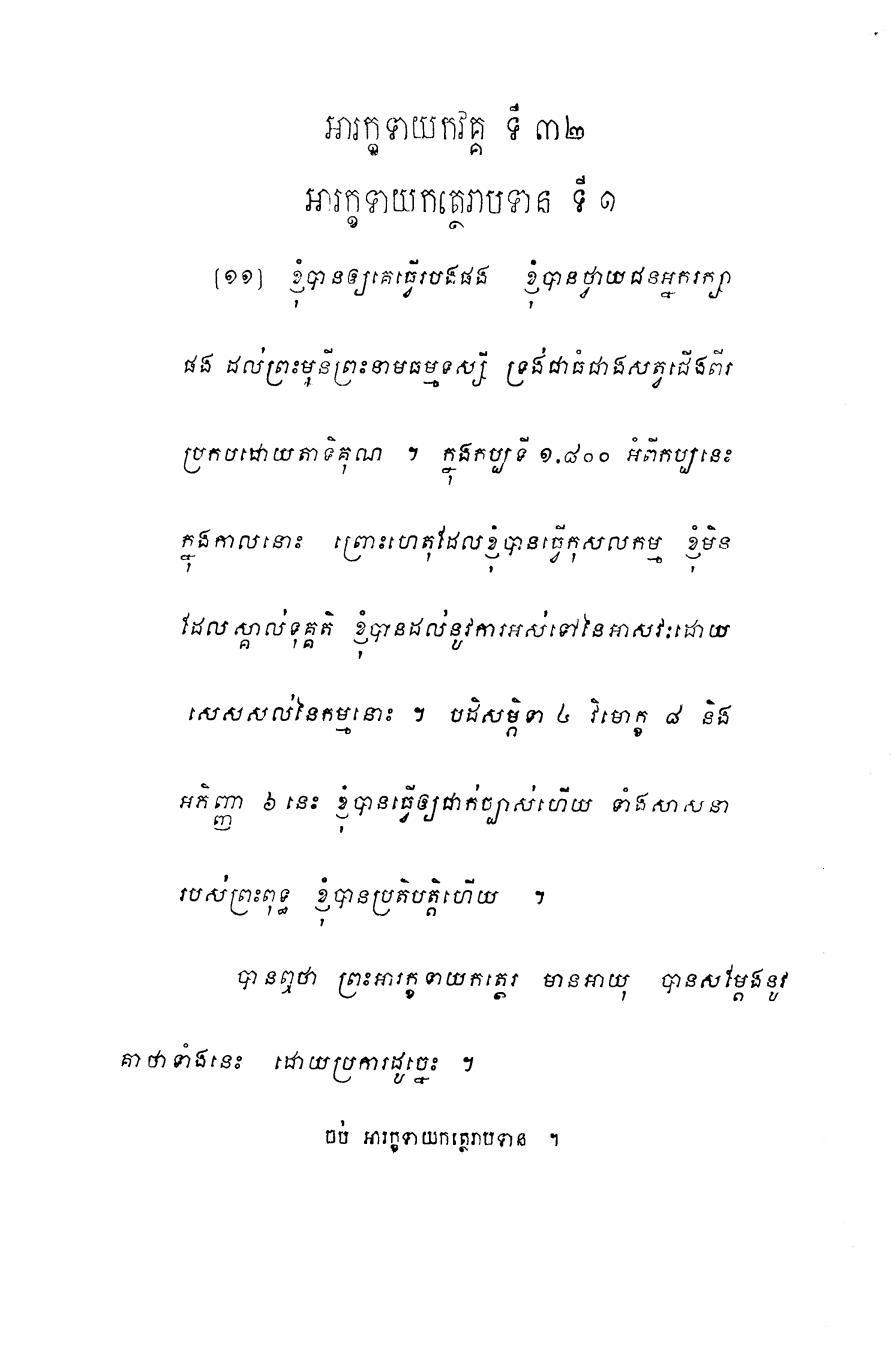 អារក្ខទាយកវគ្គ ទី ៣២
អារក្ខទាយកត្ថេរាបទាន ទី ១
[១១] ខ្ញុំបានឲ្យគេធ្វើរបងផង ខ្ញុំបានថ្វាយជនអ្នករក្សា
ផង ដល់ព្រះមុនីព្រះនាមធម្មទស្សី ទ្រង់ជាធំជាងសត្វជើងពីរ
ប្រកបដោយតាទិគុណ ។ ក្នុងកប្បទី ១.៨០០ អំពីកប្បនេះ
ក្នុងកាលនោះ ព្រោះហេតុដែលខ្ញុំបានធ្វើកុសលកម្ម ខ្ញុំមិន
ដែលស្គាល់ទុគ្គតិ ខ្ញុំបានដល់នូវការអស់ទៅនៃអាសវៈដោយ
សេសសល់នៃកម្មនោះ ។ បដិសម្ភិទា ៤ វិមោក្ខ ៨ និង
អភិញ្ញា ៦ នេះ ខ្ញុំបានធ្វើឲ្យជាក់ច្បាស់ហើយ ទាំងសាសនា
របស់ព្រះពុទ្ធ ខ្ញុំបានប្រតិបត្តិហើយ ។
បានឮថា ព្រះអារក្ខទាយកត្ថេរ មានអាយុ បានសម្ដែងនូវ
គាថាទាំងនេះ ដោយប្រការដូច្នេះ ។
ចប់ អារក្ខទាយកត្ថេរាបទាន ។